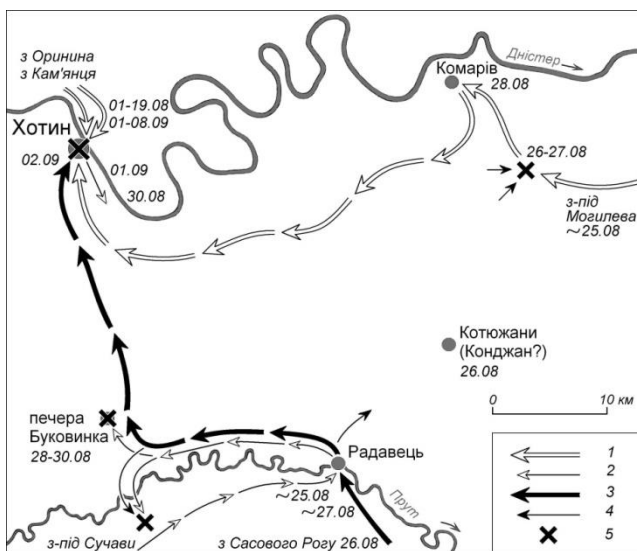 з Оринина
з Кам'янця
Дністер
Комарів
28.08
01-19.08
01-08.09
Хотин
02.09
01.09
30.08
26-27.08
з-під
Могилева
~25.08
Котюжани
(Конджан?)
26.08
0 10 км
печера
Буковинка
28-30.08
Радавець
~25.08
~27.08
Прут
з-під Сучави
з Сасового Рогу 26.08
1
2
3
4
5